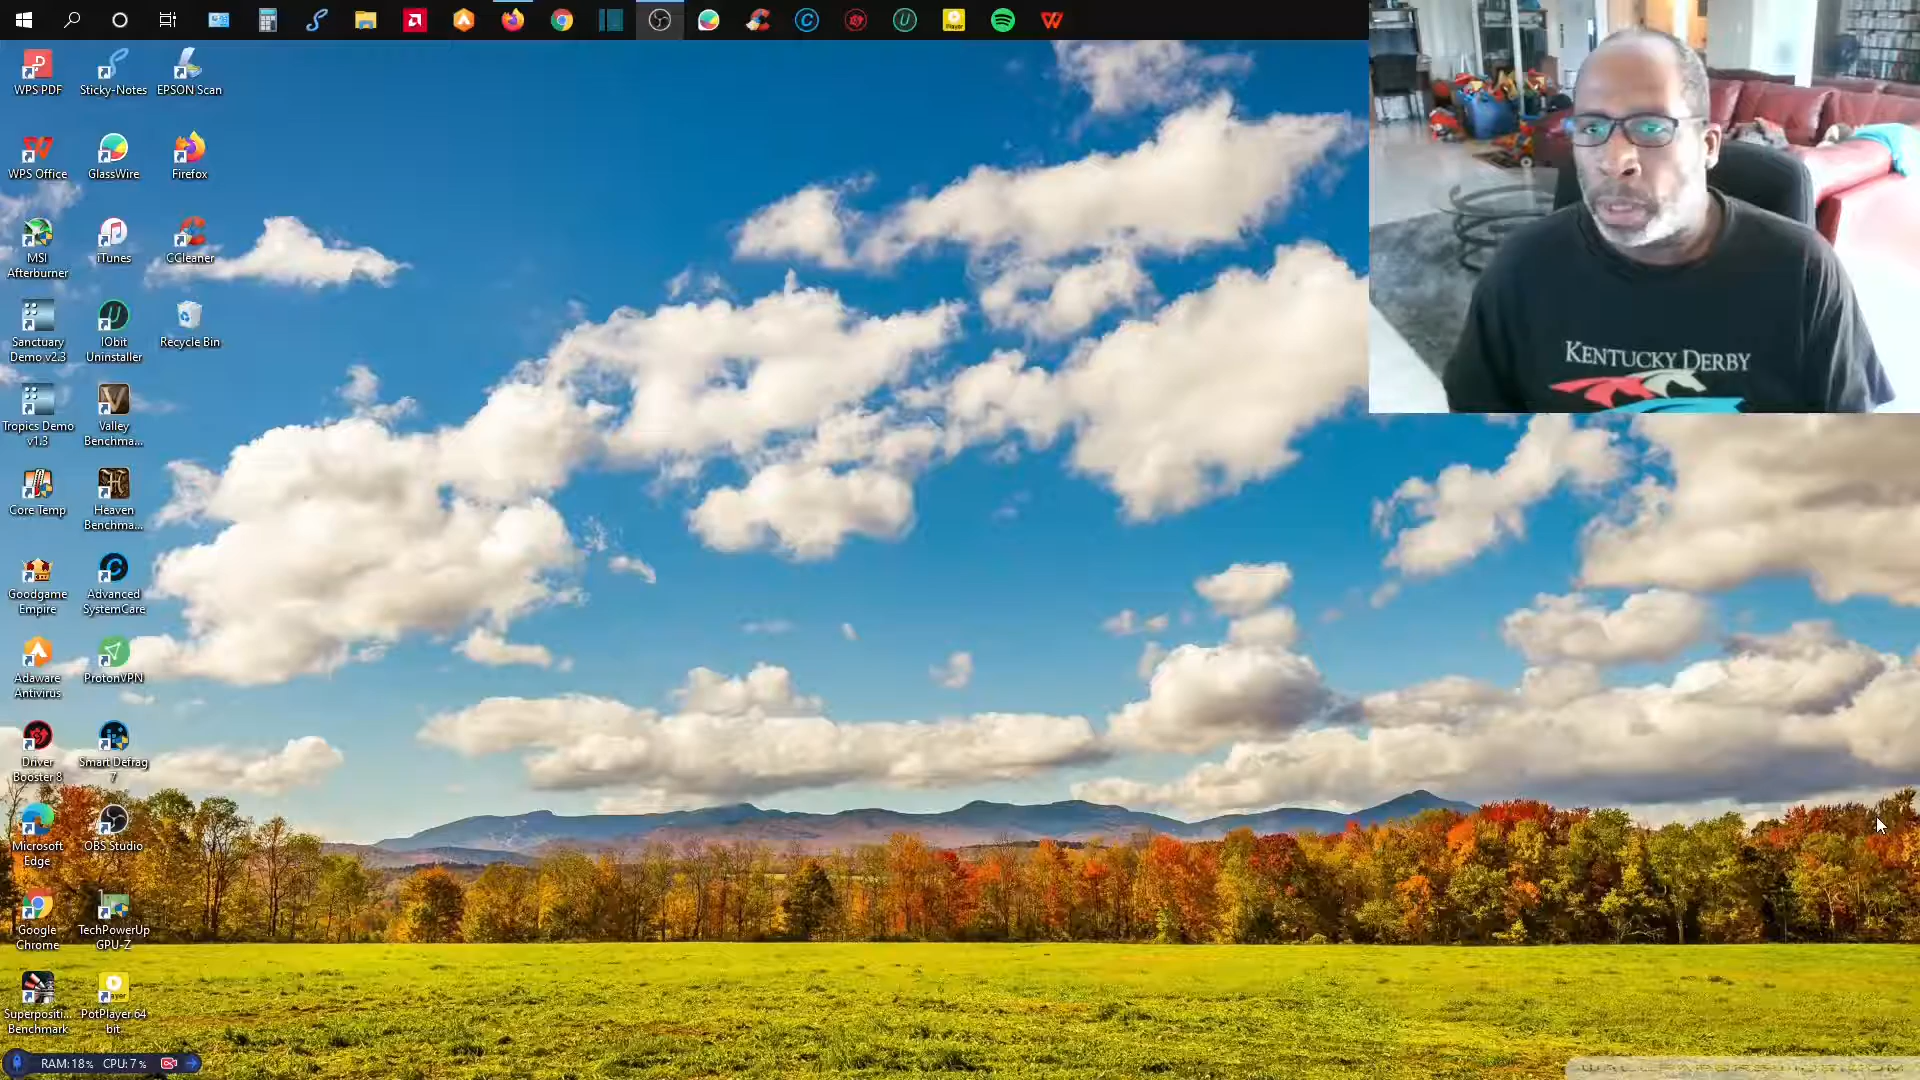 WPS PDF
Sticky-Notes
EPSON Scan
WPS Office
GlassWire
Firefox
MSI
Afterburner
iTunes
CCleaner
Sanctuary
Demo v2.3
IObit
Uninstaller
Recycle Bin
Tropics Demo
v1.3
Valley
Benchma...
Core Temp
Heaven
Benchma...
Goodgame
Empire
Advanced
SystemCare
Adaware
Antivirus
ProtonVPN
Driver
Booster 8
Smart Defrag
7
Microsoft
Edge
OBS Studio
Google
Chrome
TechPowerUp
GPU-Z
Superpositi...
Benchmark
PotPlayer 64
bit
RAM: 18% CPU: 7%
KENTUCKY DERBY